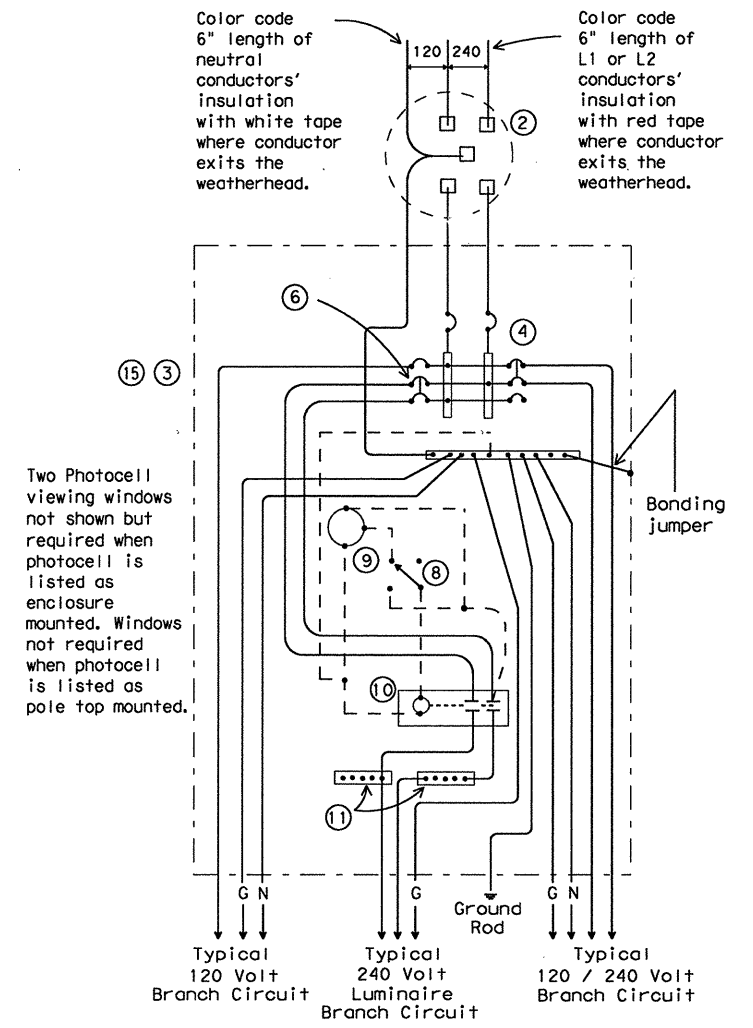 Color code
6" length of
neutral
conductors'
insulation
with white tape
where conductor
exits the
weatherhead.
120
240
Color code
6" length of
L1 or L2
conductors'
insulation
with red tape
where conductor
exits the
weatherhead.
2
6
4
15 3
Two Photocell
viewing windows
not shown but
required when
photocell is
listed as
enclosure
mounted. Windows
not required
when photocell
is listed as
pole top mounted.
Bonding
jumper
9
8
10
11
G N
G
Ground
Rod
G N
Typical
120 Volt
Branch Circuit
Typical
240 Volt
Luminaire
Branch Circuit
Typical
120 / 240 Volt
Branch Circuit